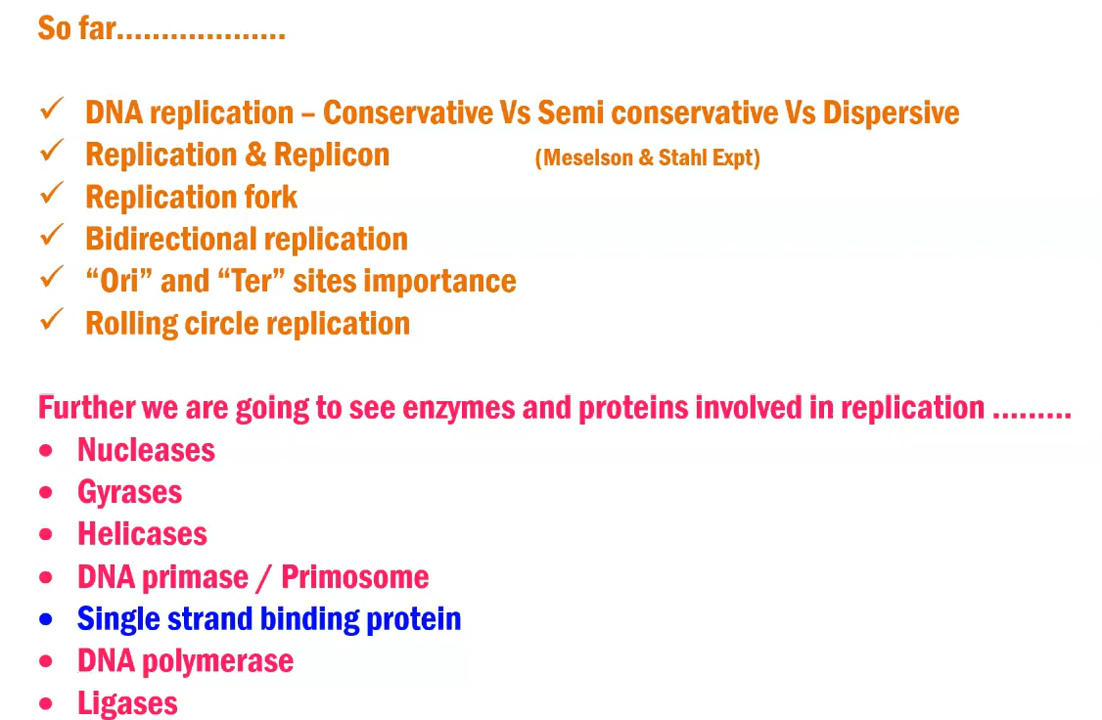 So far...................
✓ DNA replication – Conservative Vs Semi conservative Vs Dispersive
✓ Replication & Replicon (Meselson & Stahl Expt)
✓ Replication fork
✓ Bidirectional replication
✓ “Ori” and “Ter” sites importance
✓ Rolling circle replication
Further we are going to see enzymes and proteins involved in replication .........
• Nucleases
• Gyrases
• Helicases
• DNA primase / Primosome
• Single strand binding protein
• DNA polymerase
• Ligases